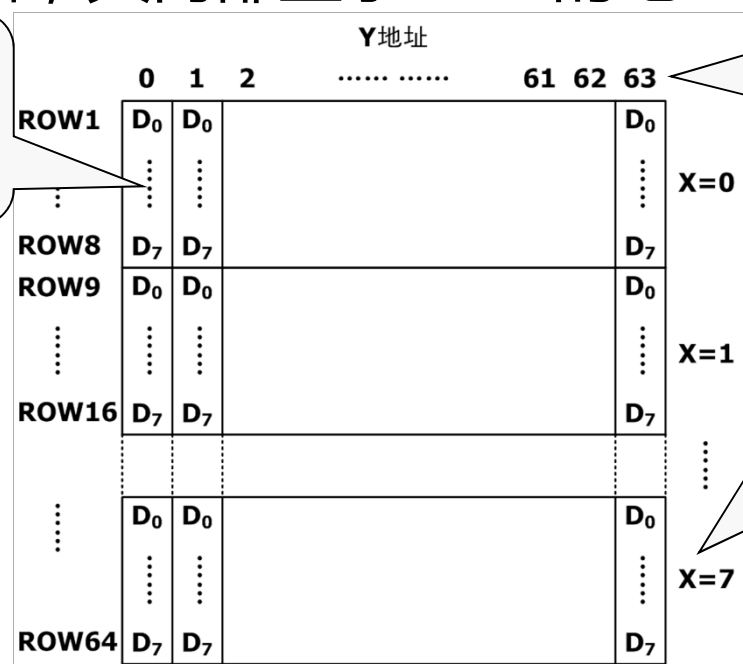 Y地址
0 1 2 …… …… 61 62 63
ROW1 D₀ D₀ D₀
X=0
ROW8 D₇ D₇ D₇
ROW9 D₀ D₀ D₀
X=1
ROW16 D₇ D₇ D₇
D₀ D₀ D₀
X=7
ROW64 D₇ D₇ D₇